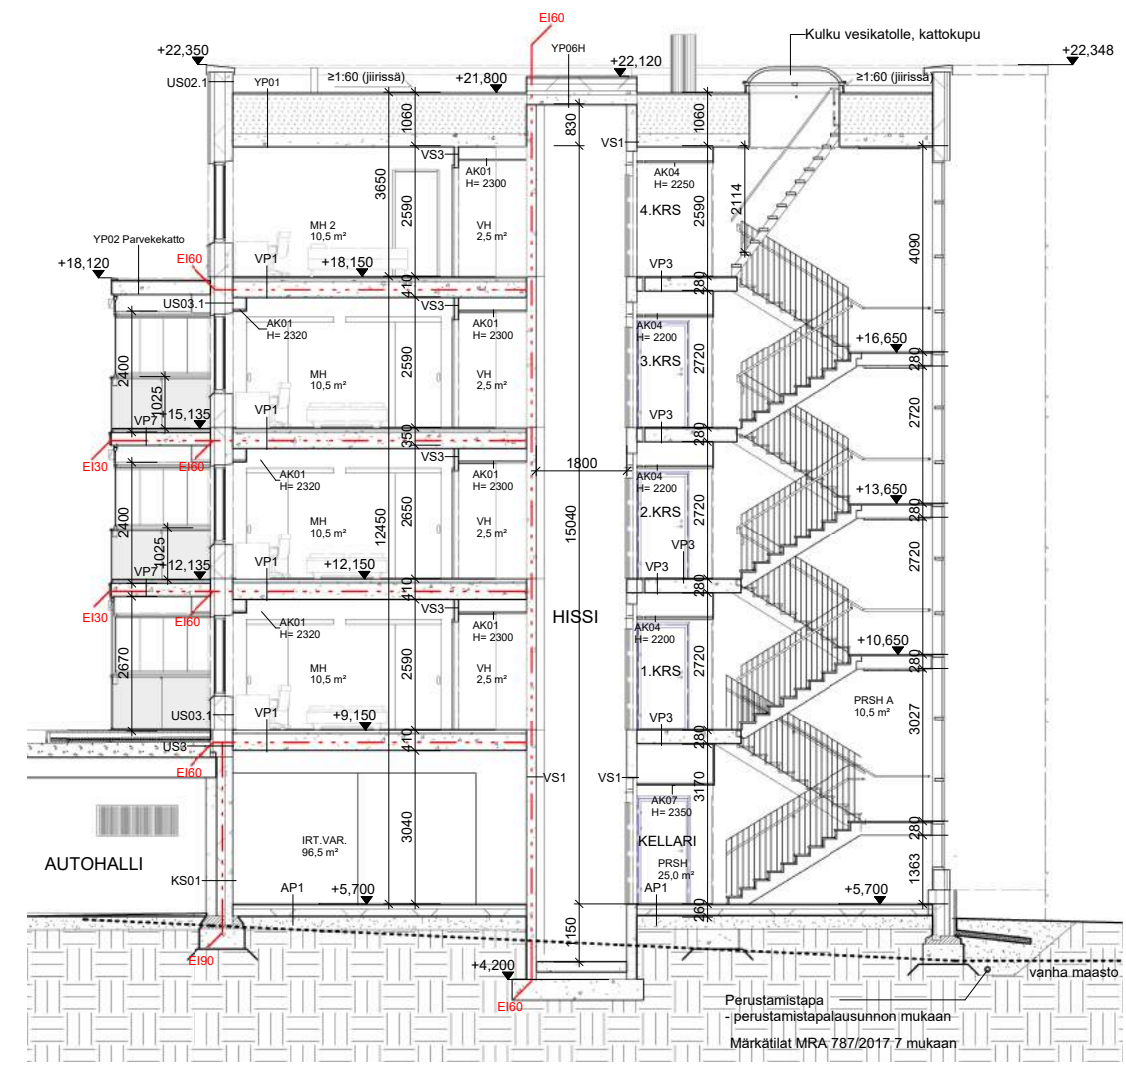 EI60
Kulku vesikatolle, kattokupu
+22,350
YP06H
+22,120
+22,348
US02.1
YP01
≥1:60 (jiirissä)
+21,800
≥1:60 (jiirissä)
1060
830
1060
VS3
VS1
AK01
H= 2300
AK04
H= 2250
3650
2590
2590
2114
4.KRS
MH 2
10,5 m²
VH
2,5 m²
4090
YP02 Parvekekatto
EI60
VP1
+18,120
+18,150
VP3
410
280
US03.1
VS3
AK01
H= 2320
AK01
H= 2300
AK04
H= 2200
+16,650
280
2400
2590
3.KRS
2720
MH
10,5 m²
VH
2,5 m²
1025
2720
VP7
+15,135
VP1
VP3
350
280
EI30
EI60
VS3
1800
AK01
H= 2320
AK01
H= 2300
AK04
H= 2200
+13,650
280
2400
12450
2650
15040
2.KRS
2720
MH
10,5 m²
VH
2,5 m²
1025
VP3
2720
VP7
+12,135
VP1
+12,150
VP3
410
280
EI30
EI60
VS3
HISSI
AK01
H= 2320
AK01
H= 2300
AK04
H= 2200
+10,650
280
2670
2590
1.KRS
2720
MH
10,5 m²
VH
2,5 m²
PRSH A
10,5 m²
3027
US03.1
VP1
+9,150
VP3
410
280
US3
EI60
VS1
VS1
3170
AK07
H= 2350
280
3040
IRT.VAR.
96,5 m²
KELLARI
PRSH
25,0 m²
AUTOHALLI
1363
KS01
AP1
+5,700
AP1
+5,700
260
1150
EI90
+4,200
EI60
vanha maasto
Perustamistapa
- perustamistapalausunnon mukaan
Märkätilat MRA 787/2017 7 mukaan